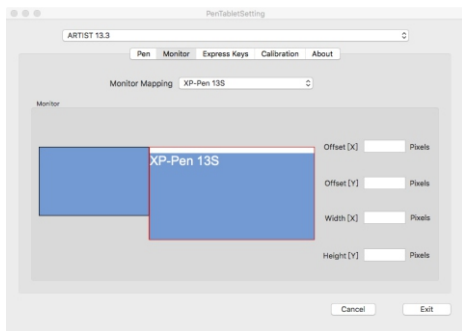 PenTabletSetting
ARTIST 13.3
Pen Monitor Express Keys Calibration About
Monitor Mapping XP-Pen 13S
Monitor
XP-Pen 13S
Offset [X] Pixels
Offset [Y] Pixels
Width [X] Pixels
Height [Y] Pixels
Cancel Exit